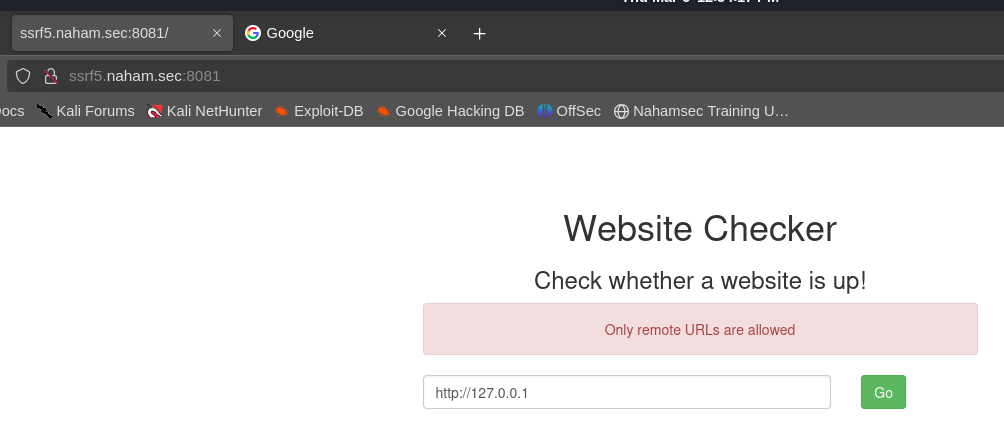 ssrf5.naham.sec:8081/ Google
ssrf5.naham.sec:8081
ocs Kali Forums Kali NetHunter Exploit-DB Google Hacking DB OffSec Nahamsec Training U…
Website Checker
Check whether a website is up!
Only remote URLs are allowed
http://127.0.0.1 Go